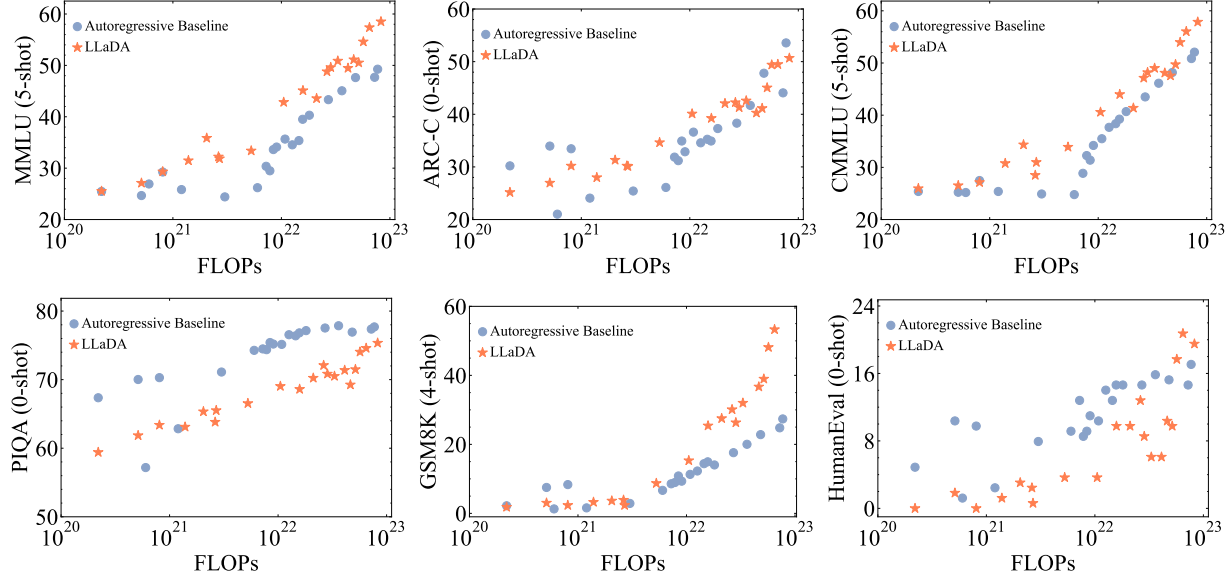 MMLU (5-shot)
60
50
40
30
20
Autoregressive Baseline
LLaDA
10^20
10^21
10^22
10^23
FLOPs
ARC-C (0-shot)
60
50
40
30
20
Autoregressive Baseline
LLaDA
10^20
10^21
10^22
10^23
FLOPs
CMMLU (5-shot)
60
50
40
30
20
Autoregressive Baseline
LLaDA
10^20
10^21
10^22
10^23
FLOPs
PIQA (0-shot)
80
70
60
50
Autoregressive Baseline
LLaDA
10^20
10^21
10^22
10^23
FLOPs
GSM8K (4-shot)
60
40
20
0
Autoregressive Baseline
LLaDA
10^20
10^21
10^22
10^23
FLOPs
HumanEval (0-shot)
24
16
8
0
Autoregressive Baseline
LLaDA
10^20
10^21
10^22
10^23
FLOPs